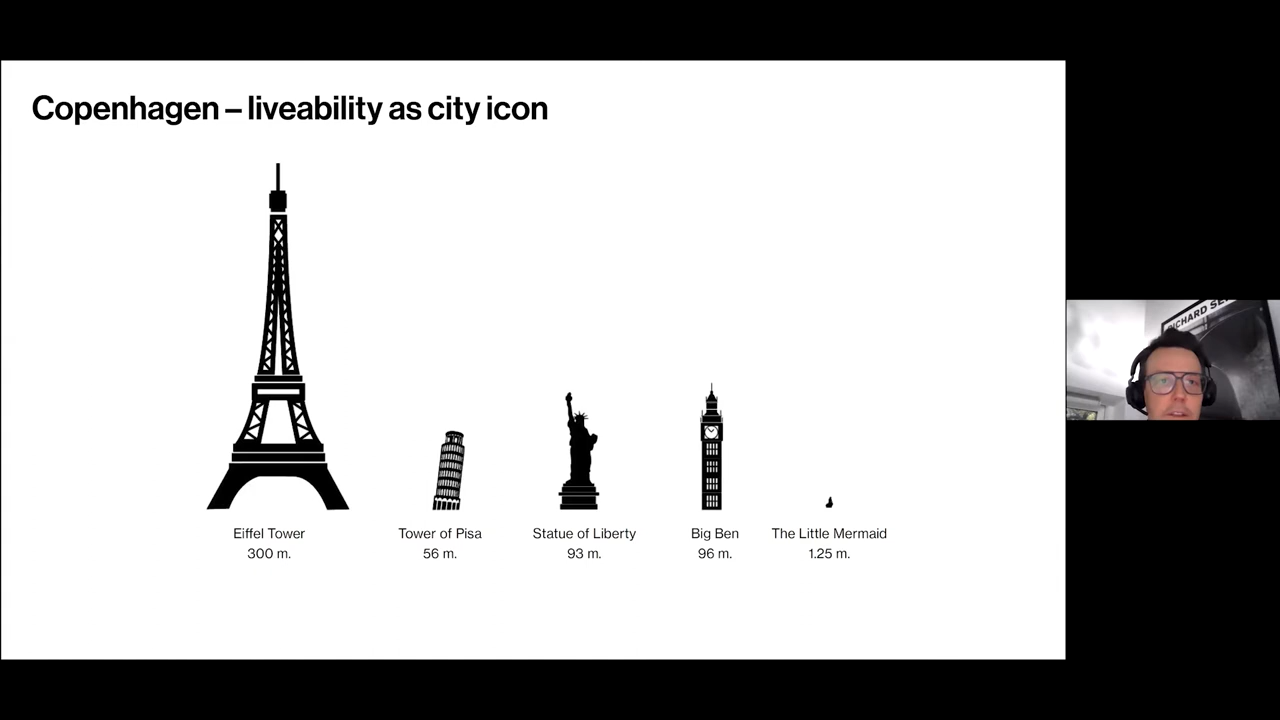 Copenhagen – liveability as city icon
Eiffel Tower
300 m.
Tower of Pisa
56 m.
Statue of Liberty
93 m.
Big Ben
96 m.
The Little Mermaid
1.25 m.
RICHARD